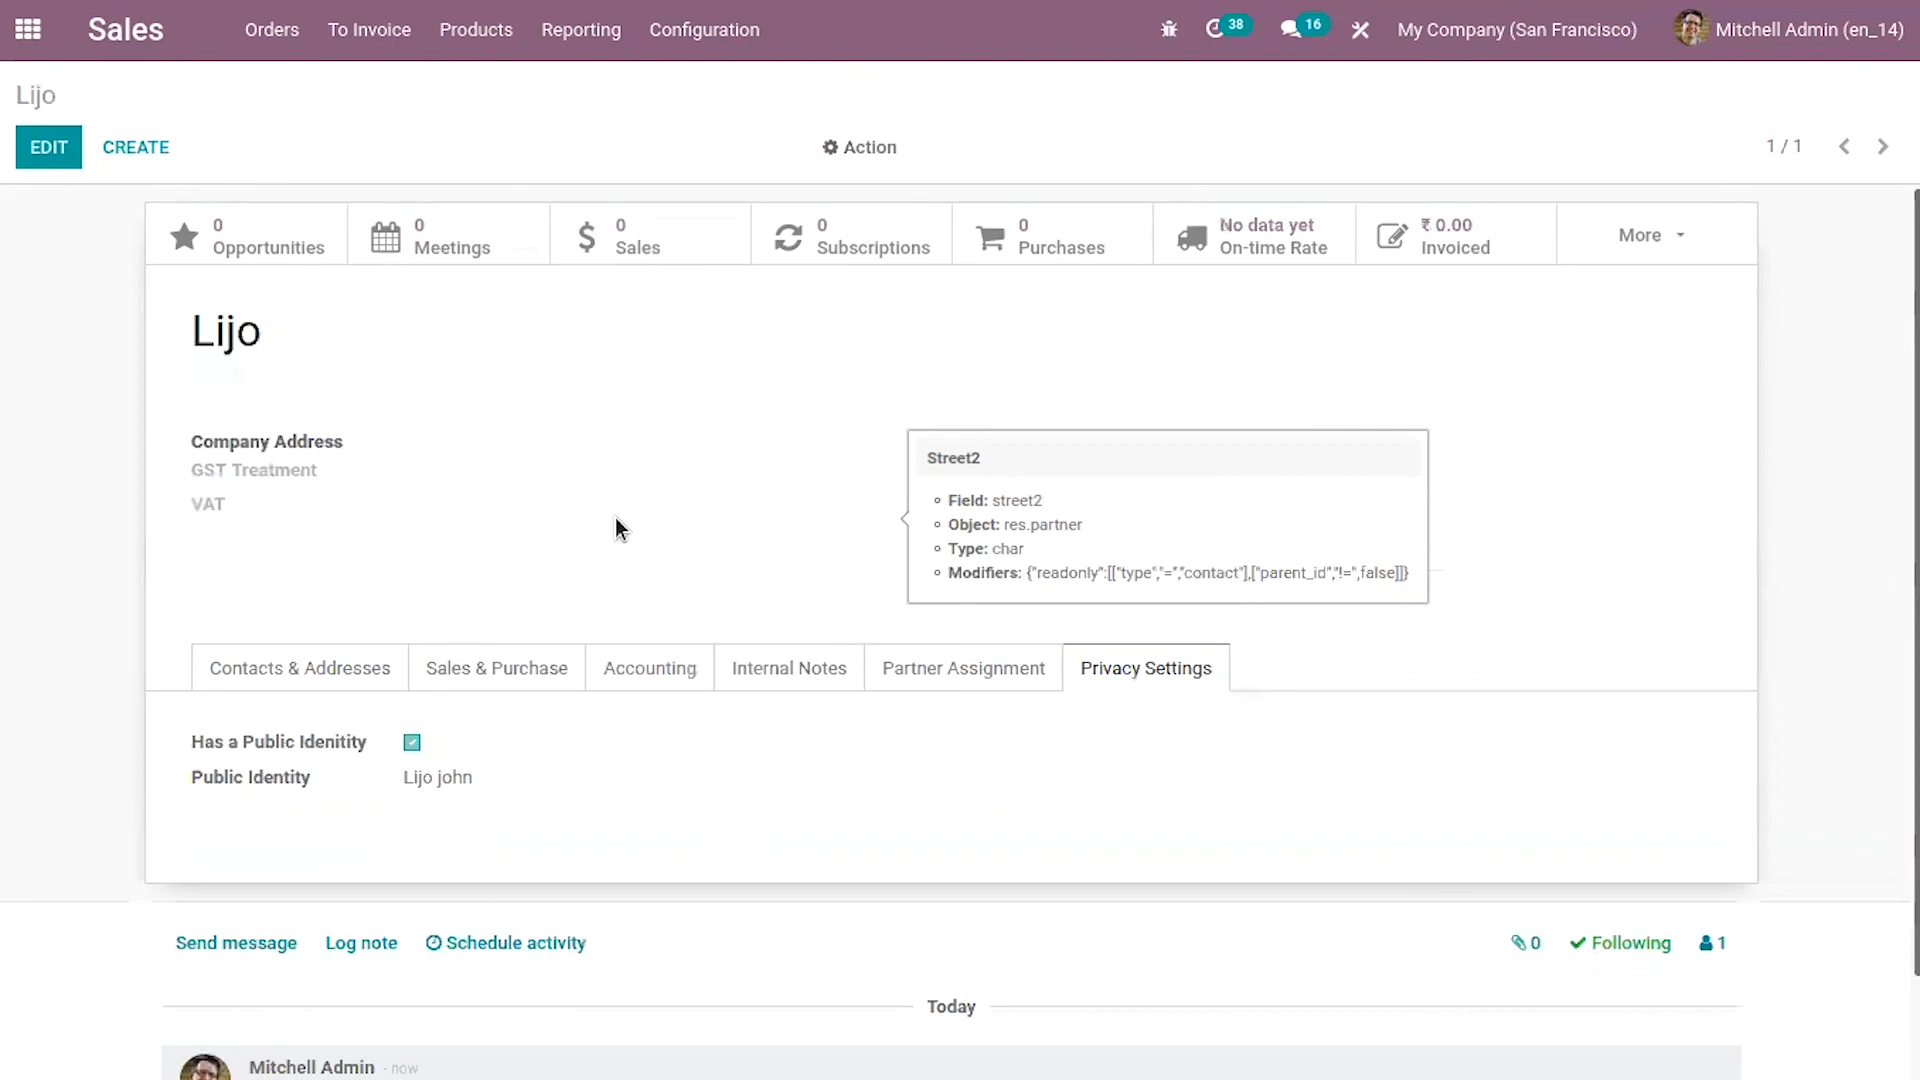 Sales Orders To Invoice Products Reporting Configuration 38 16 My Company (San Francisco) Mitchell Admin (en_14)
Lijo
EDIT CREATE Action 1 / 1
0 Opportunities
0 Meetings
0 Sales
0 Subscriptions
0 Purchases
No data yet On-time Rate
₹ 0.00 Invoiced
More
Lijo
Company Address
GST Treatment
VAT
Street2
Field: street2
Object: res.partner
Type: char
Modifiers: {"readonly":[["type","=","contact"],["parent_id","!=",false]]}
Contacts & Addresses Sales & Purchase Accounting Internal Notes Partner Assignment Privacy Settings
Has a Public Idenitity
Public Identity Lijo john
Send message Log note Schedule activity 0 Following 1
Today
Mitchell Admin - now